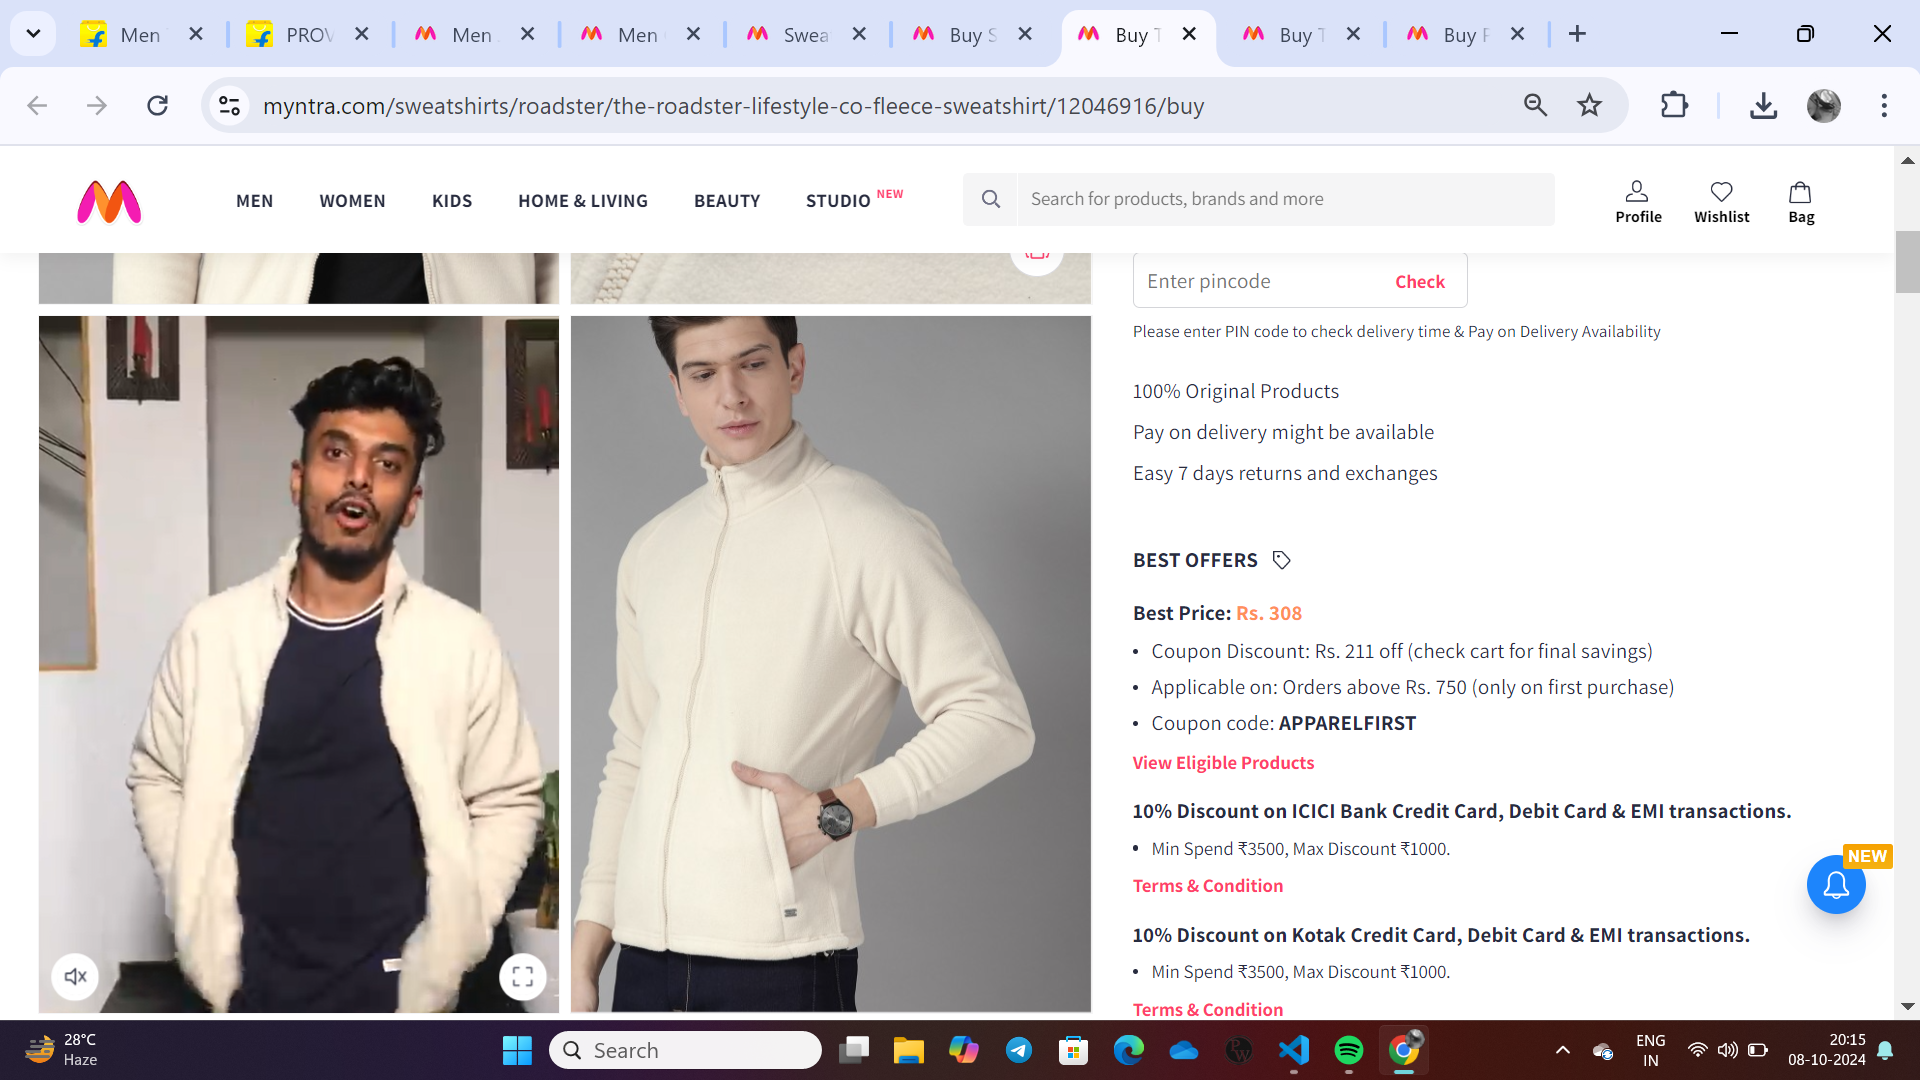 Men
PROV
Men
Men
Swea
Buy S
Buy T
Buy T
Buy F
myntra.com/sweatshirts/roadster/the-roadster-lifestyle-co-fleece-sweatshirt/12046916/buy
MEN
WOMEN
KIDS
HOME & LIVING
BEAUTY
STUDIO NEW
Search for products, brands and more
Profile
Wishlist
Bag
Enter pincode
Check
Please enter PIN code to check delivery time & Pay on Delivery Availability
100% Original Products
Pay on delivery might be available
Easy 7 days returns and exchanges
BEST OFFERS
Best Price: Rs. 308
• Coupon Discount: Rs. 211 off (check cart for final savings)
• Applicable on: Orders above Rs. 750 (only on first purchase)
• Coupon code: APPARELFIRST
View Eligible Products
10% Discount on ICICI Bank Credit Card, Debit Card & EMI transactions.
• Min Spend ₹3500, Max Discount ₹1000.
Terms & Condition
NEW
10% Discount on Kotak Credit Card, Debit Card & EMI transactions.
• Min Spend ₹3500, Max Discount ₹1000.
Terms & Condition
28°C
Haze
Search
ENG
IN
20:15
08-10-2024